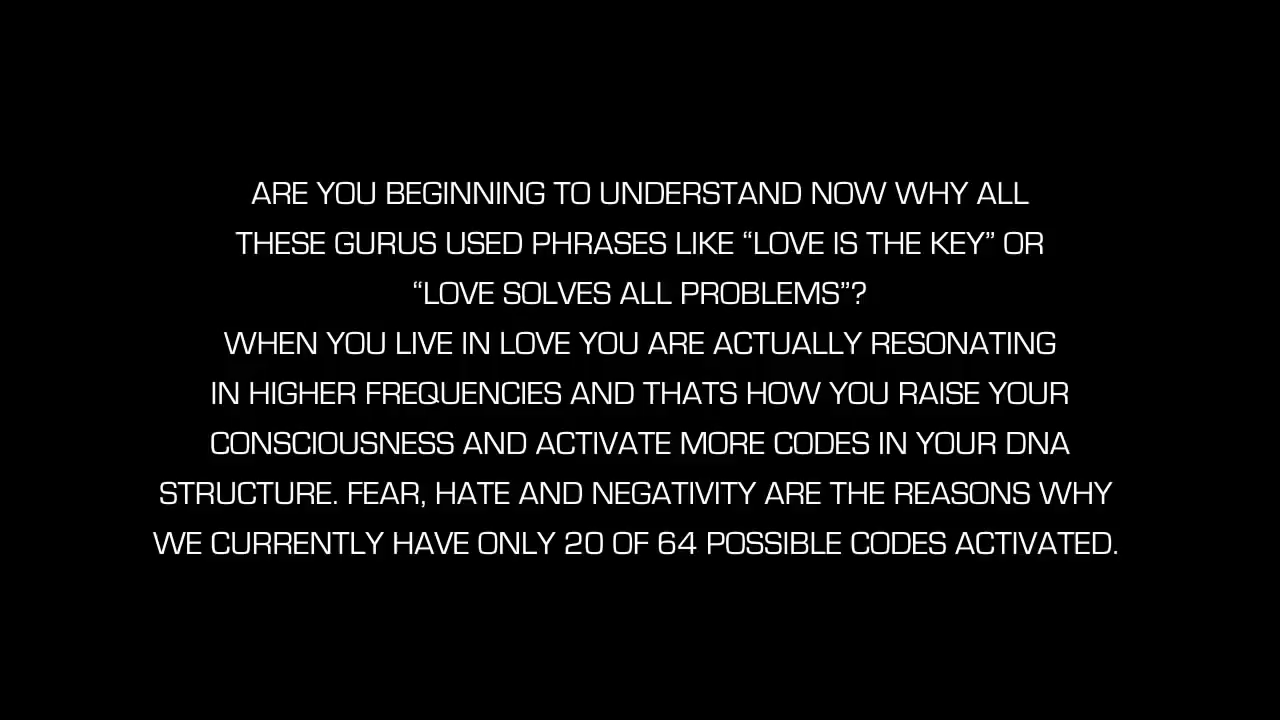 ARE YOU BEGINNING TO UNDERSTAND NOW WHY ALL
THESE GURUS USED PHRASES LIKE “LOVE IS THE KEY” OR
“LOVE SOLVES ALL PROBLEMS”?
WHEN YOU LIVE IN LOVE YOU ARE ACTUALLY RESONATING
IN HIGHER FREQUENCIES AND THATS HOW YOU RAISE YOUR
CONSCIOUSNESS AND ACTIVATE MORE CODES IN YOUR DNA
STRUCTURE. FEAR, HATE AND NEGATIVITY ARE THE REASONS WHY
WE CURRENTLY HAVE ONLY 20 OF 64 POSSIBLE CODES ACTIVATED.